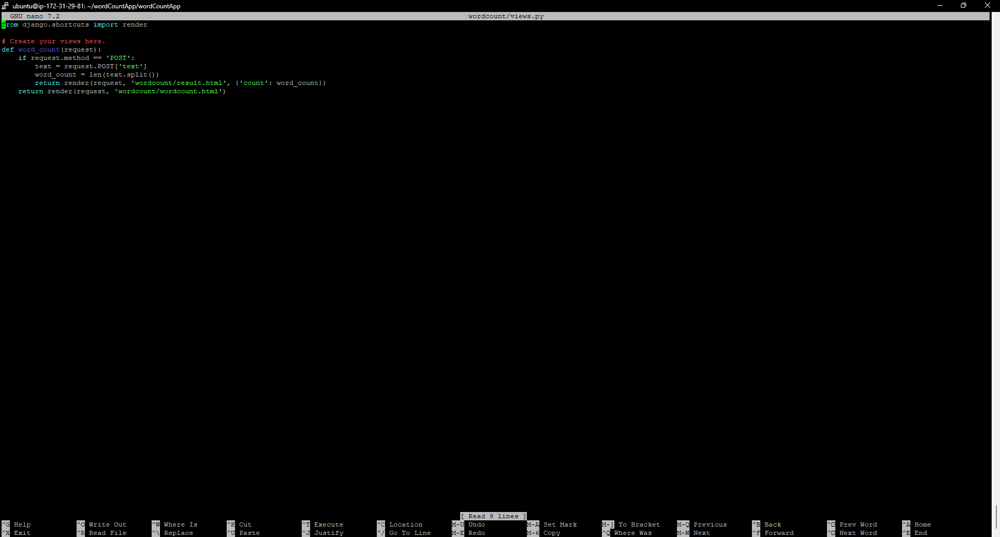 ubuntu@ip-172-31-29-81: ~/wordCountApp/wordCountApp
GNU nano 7.2 wordcount/views.py
from django.shortcuts import render
# Create your views here.
def word_count(request):
    if request.method == 'POST':
        text = request.POST['text']
        word_count = len(text.split())
        return render(request, 'wordcount/result.html', {'count': word_count})
    return render(request, 'wordcount/wordcount.html')
[ Read 9 lines ]
^G Help ^O Write Out ^W Where Is ^K Cut ^T Execute ^C Location M-U Undo M-A Set Mark M-] To Bracket M-Q Previous ^B Back ^□ Prev Word ^A Home
^X Exit ^R Read File ^\ Replace ^U Paste ^J Justify ^/ Go To Line M-E Redo M-6 Copy ^Q Where Was M-W Next ^F Forward ^□ Next Word ^E End